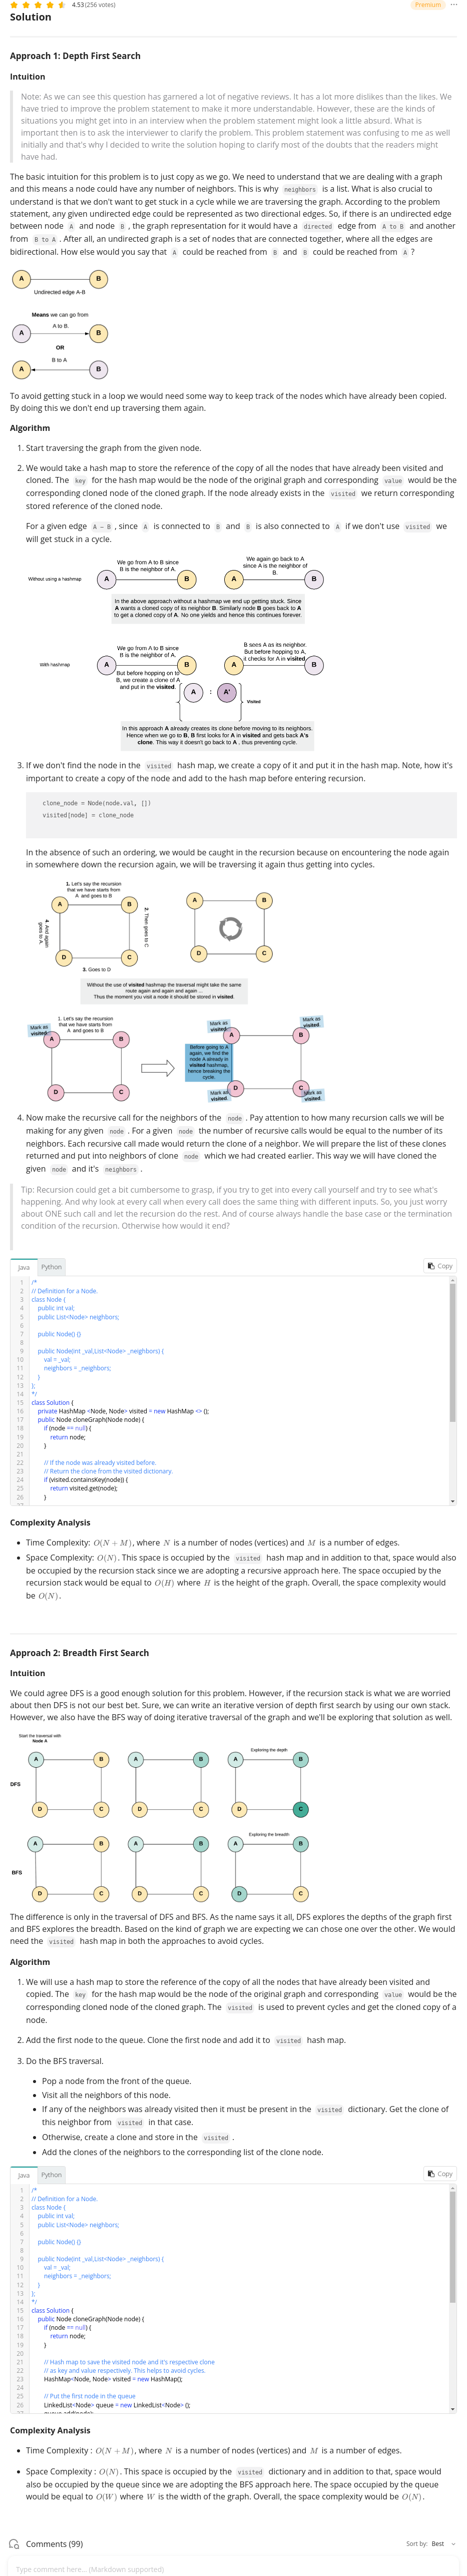 4.53 (256 votes)
Premium
Solution
Approach 1: Depth First Search
Intuition
Note: As we can see this question has garnered a lot of negative reviews. It has a lot more dislikes than the likes. We
have tried to improve the problem statement to make it more understandable. However, these are the kinds of
situations you might get into in an interview when the problem statement might look a little absurd. What is
important then is to ask the interviewer to clarify the problem. This problem statement was confusing to me as well
initially and that's why I decided to write the solution hoping to clarify most of the doubts that the readers might
have had.
The basic intuition for this problem is to just copy as we go. We need to understand that we are dealing with a graph
and this means a node could have any number of neighbors. This is why neighbors is a list. What is also crucial to
understand is that we don't want to get stuck in a cycle while we are traversing the graph. According to the problem
statement, any given undirected edge could be represented as two directional edges. So, if there is an undirected edge
between node A and node B , the graph representation for it would have a directed edge from A to B and another
from B to A . After all, an undirected graph is a set of nodes that are connected together, where all the edges are
bidirectional. How else would you say that A could be reached from B and B could be reached from A ?
A B
Undirected edge A-B
Means we can go from
A to B.
A B
OR
B to A
A B
To avoid getting stuck in a loop we would need some way to keep track of the nodes which have already been copied.
By doing this we don't end up traversing them again.
Algorithm
1. Start traversing the graph from the given node.
2. We would take a hash map to store the reference of the copy of all the nodes that have already been visited and
cloned. The key for the hash map would be the node of the original graph and corresponding value would be the
corresponding cloned node of the cloned graph. If the node already exists in the visited we return corresponding
stored reference of the cloned node.
For a given edge A - B , since A is connected to B and B is also connected to A if we don't use visited we
will get stuck in a cycle.
We go from A to B since
B is the neighbor of A.
We again go back to A
since A is the neighbor of
B.
Without using a hashmap
A B A B
In the above approach without a hashmap we end up getting stuck. Since
A wants a cloned copy of its neighbor B. Similarly node B goes back to A
to get a cloned copy of A. No one yields and hence this continues forever.
We go from A to B since
B is the neighbor of A.
B sees A as its neighbor.
But before hopping to A,
it checks for A in visited
With hashmap
A B A B
But before hopping on to
B, we create a clone of A
and put in the visited.
A : A'
Visited
In this approach A already creates its clone before moving to its neighbors.
Hence when we go to B, B first looks for A in visited and gets back A's
clone. This way it doesn't go back to A , thus preventing cycle.
3. If we don't find the node in the visited hash map, we create a copy of it and put it in the hash map. Note, how it's
important to create a copy of the node and add to the hash map before entering recursion.
clone_node = Node(node.val, [])
visited[node] = clone_node
In the absence of such an ordering, we would be caught in the recursion because on encountering the node again
in somewhere down the recursion again, we will be traversing it again thus getting into cycles.
1. Let's say the recursion
that we have starts from
A and goes to B
A B A B
2. Then goes to C
4. And again goes to A.
D C D C
3. Goes to D
Without the use of visited hashmap the traversal might take the same
route again and again and again ...
Thus the moment you visit a node it should be stored in visited.
1. Let's say the recursion
that we have starts from
A and goes to B
Mark as
visited
Mark as
visited
Mark as
visited
A B A B
Before going to
A again, we
find the node
A already in
visited hashmap,
hence breaking the
cycle.
D C D C
Mark as
visited
Mark as
visited
4. Now make the recursive call for the neighbors of the node . Pay attention to how many recursion calls we will be
making for any given node . For a given node the number of recursive calls would be equal to the number of its
neighbors. Each recursive call made would return the clone of a neighbor. We will prepare the list of these clones
returned and put into neighbors of clone node which we had created earlier. This way we will have cloned the
given node and it's neighbors .
Tip: Recursion could get a bit cumbersome to grasp, if you try to get into every call yourself and try to see what's
happening. And why look at every call when every call does the same thing with different inputs. So, you just worry
about ONE such call and let the recursion do the rest. And of course always handle the base case or the termination
condition of the recursion. Otherwise how would it end?
Java Python Copy
1 /*
2 // Definition for a Node.
3 class Node {
4 public int val;
5 public List<Node> neighbors;
6
7 public Node() {}
8
9 public Node(int _val,List<Node> _neighbors) {
10 val = _val;
11 neighbors = _neighbors;
12 }
13 };
14 */
15 class Solution {
16 private HashMap <Node, Node> visited = new HashMap <> ();
17 public Node cloneGraph(Node node) {
18 if (node == null) {
19 return node;
20 }
21
22 // If the node was already visited before.
23 // Return the clone from the visited dictionary.
24 if (visited.containsKey(node)) {
25 return visited.get(node);
26 }
Complexity Analysis
• Time Complexity: O(N + M), where N is a number of nodes (vertices) and M is a number of edges.
• Space Complexity: O(N). This space is occupied by the visited hash map and in addition to that, space would also
be occupied by the recursion stack since we are adopting a recursive approach here. The space occupied by the
recursion stack would be equal to O(H) where H is the height of the graph. Overall, the space complexity would
be O(N).
Approach 2: Breadth First Search
Intuition
We could agree DFS is a good enough solution for this problem. However, if the recursion stack is what we are worried
about then DFS is not our best bet. Sure, we can write an iterative version of depth first search by using our own stack.
However, we also have the BFS way of doing iterative traversal of the graph and we'll be exploring that solution as well.
Start the traversal with
Node A
Exploring the depth
A B A B A B
DFS
D C D C D C
Exploring the breadth
A B A B A B
BFS
D C D C D C
The difference is only in the traversal of DFS and BFS. As the name says it all, DFS explores the depths of the graph first
and BFS explores the breadth. Based on the kind of graph we are expecting we can chose one over the other. We would
need the visited hash map in both the approaches to avoid cycles.
Algorithm
1. We will use a hash map to store the reference of the copy of all the nodes that have already been visited and
copied. The key for the hash map would be the node of the original graph and corresponding value would be the
corresponding cloned node of the cloned graph. The visited is used to prevent cycles and get the cloned copy of a
node.
2. Add the first node to the queue. Clone the first node and add it to visited hash map.
3. Do the BFS traversal.
• Pop a node from the front of the queue.
• Visit all the neighbors of this node.
• If any of the neighbors was already visited then it must be present in the visited dictionary. Get the clone of
this neighbor from visited in that case.
• Otherwise, create a clone and store in the visited .
• Add the clones of the neighbors to the corresponding list of the clone node.
Java Python Copy
1 /*
2 // Definition for a Node.
3 class Node {
4 public int val;
5 public List<Node> neighbors;
6
7 public Node() {}
8
9 public Node(int _val,List<Node> _neighbors) {
10 val = _val;
11 neighbors = _neighbors;
12 }
13 };
14 */
15 class Solution {
16 public Node cloneGraph(Node node) {
17 if (node == null) {
18 return node;
19 }
20
21 // Hash map to save the visited node and it's respective clone
22 // as key and value respectively. This helps to avoid cycles.
23 HashMap<Node, Node> visited = new HashMap();
24
25 // Put the first node in the queue
26 LinkedList<Node> queue = new LinkedList<Node> ();
Complexity Analysis
• Time Complexity : O(N + M), where N is a number of nodes (vertices) and M is a number of edges.
• Space Complexity : O(N). This space is occupied by the visited dictionary and in addition to that, space would
also be occupied by the queue since we are adopting the BFS approach here. The space occupied by the queue
would be equal to O(W) where W is the width of the graph. Overall, the space complexity would be O(N).
Comments (99)
Sort by: Best
Type comment here... (Markdown supported)